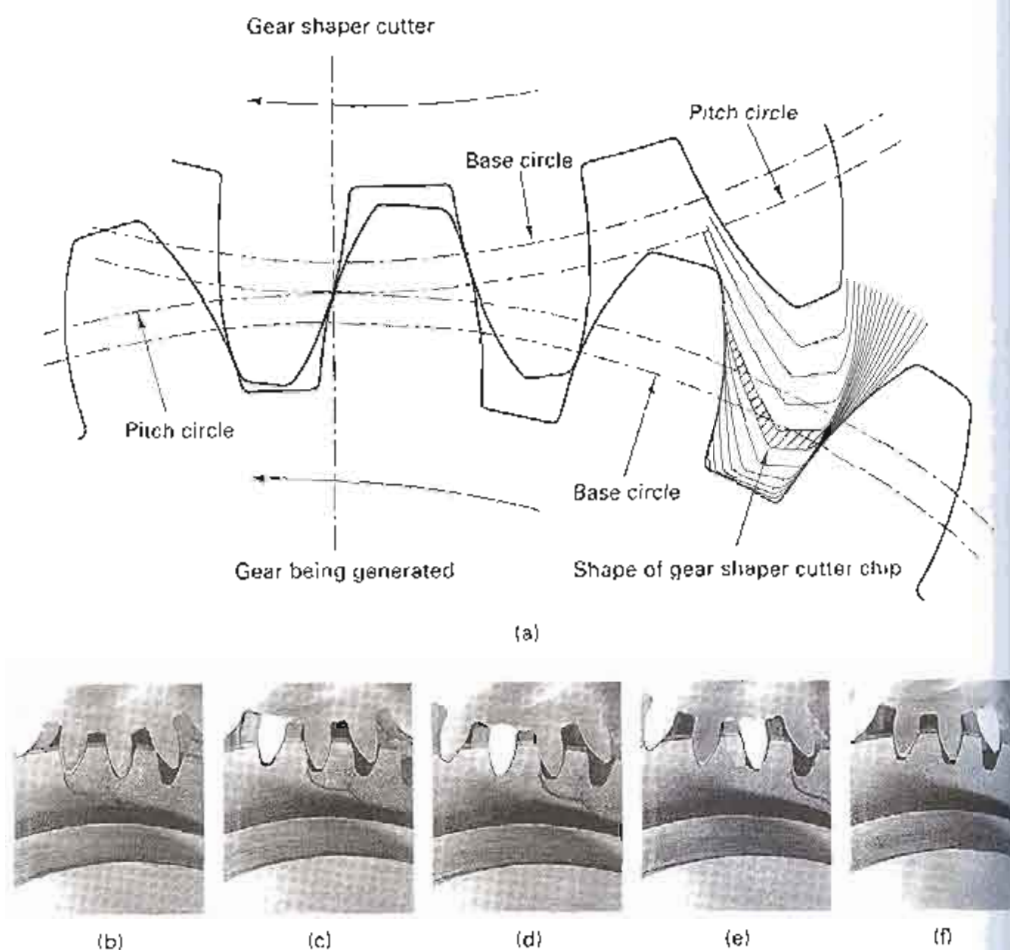 Gear shaper cutter
Pitch circle
Base circle
Pitch circle
Base circle
Gear being generated
Shape of gear shaper cutter chip
(a)
(b)
(c)
(d)
(e)
(f)